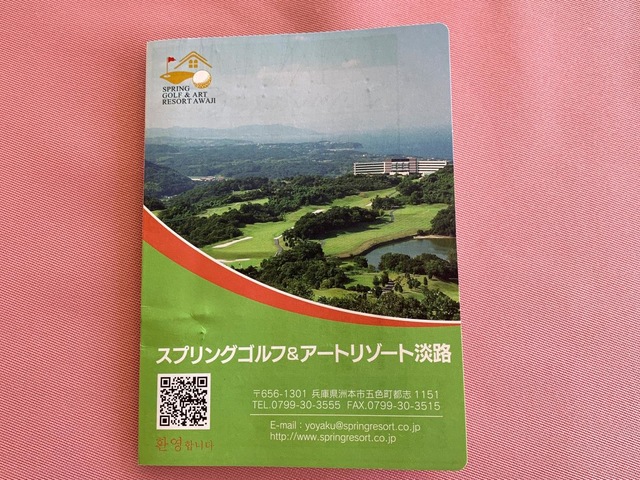 SPRING
GOLF & ART
RESORT AWAJI
スプリングゴルフ&アートリゾート淡路
〒656-1301 兵庫県洲本市五色町都志 1151
TEL.0799-30-3555 FAX.0799-30-3515
E-mail : yoyaku@springresort.co.jp
http://www.springresort.co.jp
환영합니다